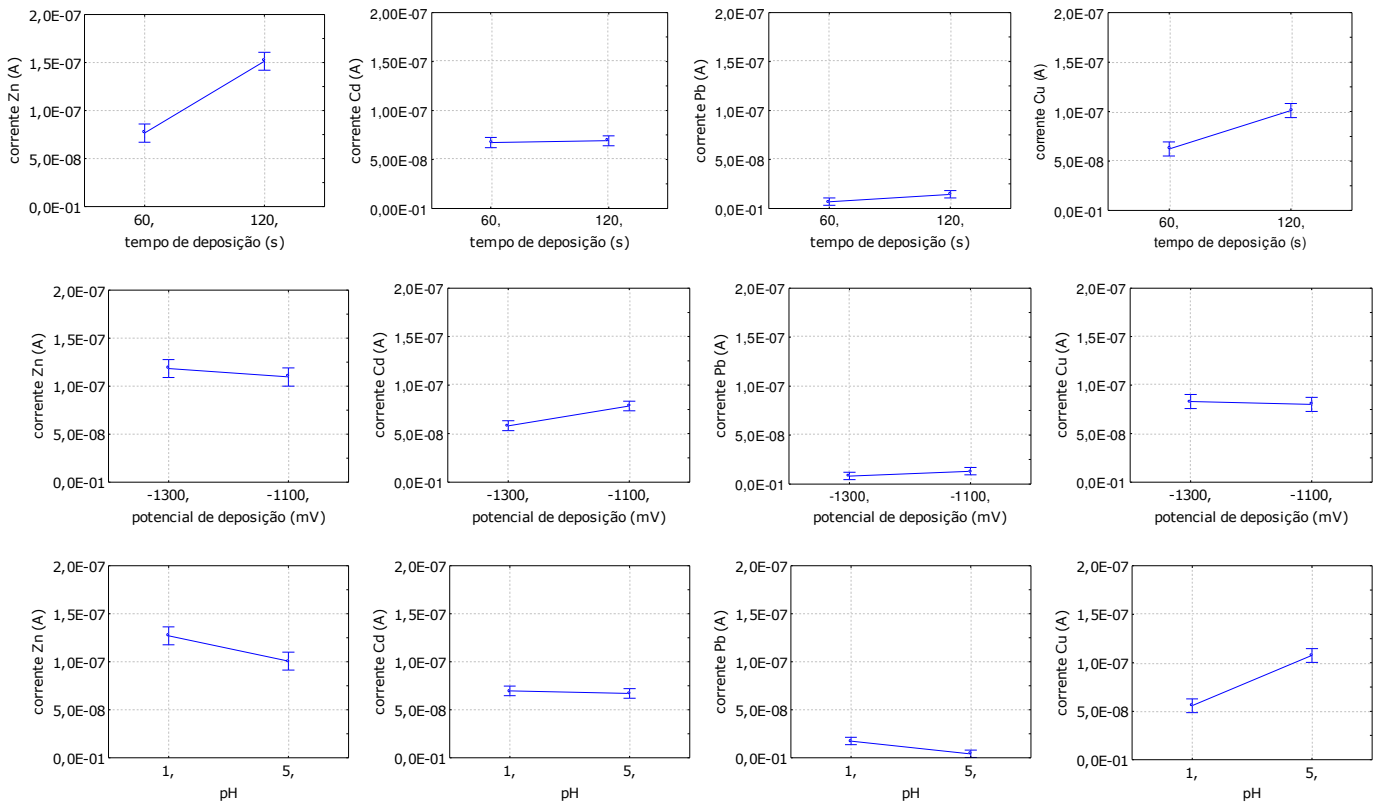 corrente Zn (A)
2,0E-07
1,5E-07
1,0E-07
5,0E-08
0,0E-01
60, 120,
tempo de deposição (s)
corrente Cd (A)
2,0E-07
1,5E-07
1,0E-07
5,0E-08
0,0E-01
60, 120,
tempo de deposição (s)
corrente Pb (A)
2,00E-07
1,5E-07
1,0E-07
5,0E-08
0,00E-01
60, 120,
tempo de deposição (s)
corrente Cu (A)
2,0E-07
1,5E-07
1,0E-07
5,0E-08
0,0E-01
60, 120,
tempo de deposição (s)
corrente Zn (A)
2,0E-07
1,5E-07
1,0E-07
5,0E-08
0,0E-01
-1300, -1100,
potencial de deposição (mV)
corrente Cd (A)
2,0E-07
1,5E-07
1,0E-07
5,0E-08
0,0E-01
-1300, -1100,
potencial de deposição (mV)
corrente Pb (A)
2,0E-07
1,5E-07
1,0E-07
5,0E-08
0,0E-01
-1300, -1100,
potencial de deposição (mV)
corrente Cu (A)
2,0E-07
1,5E-07
1,0E-07
5,0E-08
0,0E-01
-1300, -1100,
potencial de deposição (mV)
corrente Zn (A)
2,0E-07
1,5E-07
1,0E-07
5,0E-08
0,0E-01
1, 5,
pH
corrente Cd (A)
2,0E-07
1,5E-07
1,0E-07
5,0E-08
0,0E-01
1, 5,
pH
corrente Pb (A)
2,0E-07
1,5E-07
1,0E-07
5,0E-08
0,0E-01
1, 5,
pH
corrente Cu (A)
2,0E-07
1,5E-07
1,0E-07
5,0E-08
0,0E-01
1, 5,
pH